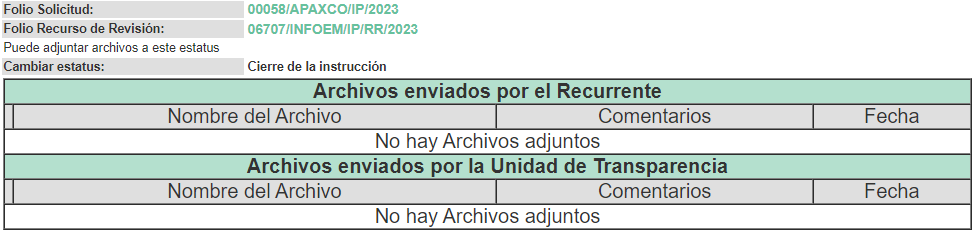 Folio Solicitud: 00058/APAXCO/IP/2023
Folio Recurso de Revisión: 06707/INFOEM/IP/RR/2023
Puede adjuntar archivos a este estatus
Cambiar estatus: Cierre de la instrucción
Archivos enviados por el Recurrente
Nombre del Archivo Comentarios Fecha
No hay Archivos adjuntos
Archivos enviados por la Unidad de Transparencia
Nombre del Archivo Comentarios Fecha
No hay Archivos adjuntos